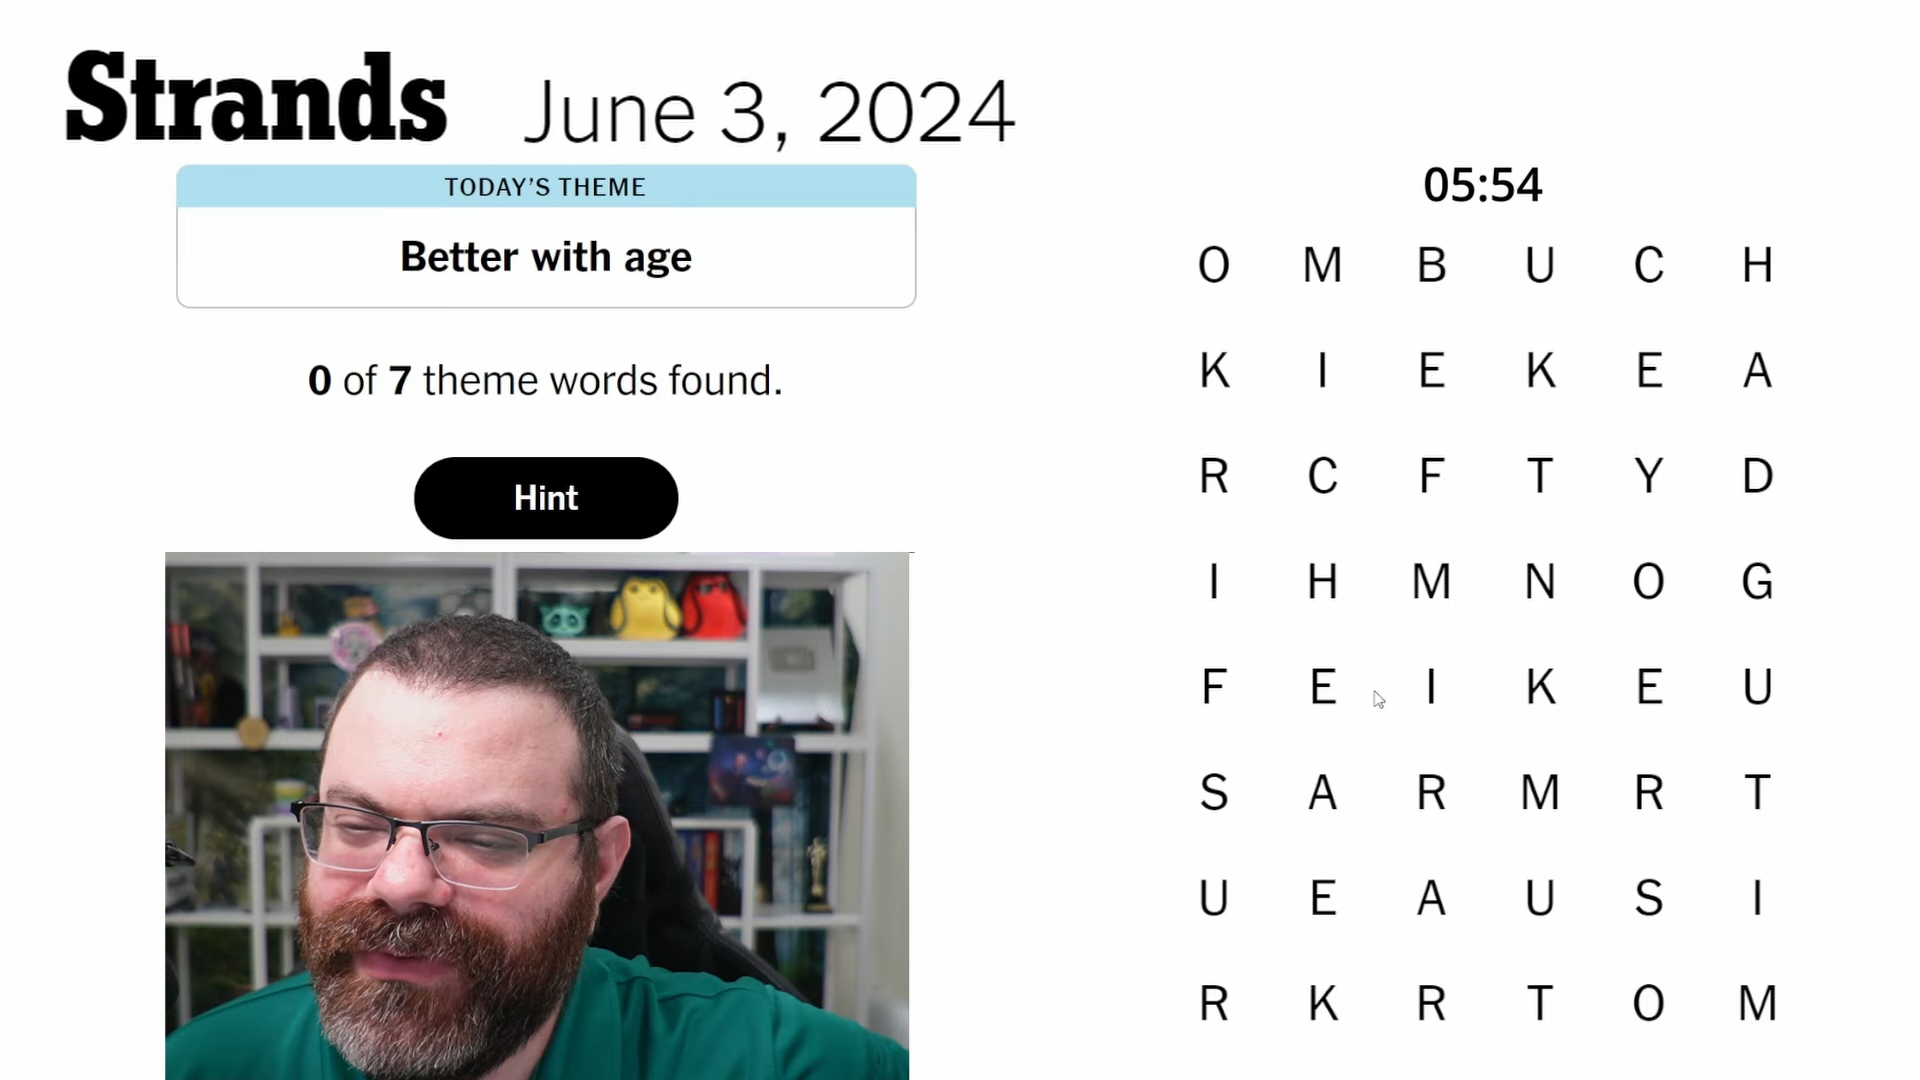 Strands June 3, 2024
TODAY'S THEME
Better with age
05:54
0 of 7 theme words found.
Hint
O M B U C H
K I E K E A
R C F T Y D
I H M N O G
F E I K E U
S A R M R T
U E A U S I
R K R T O M